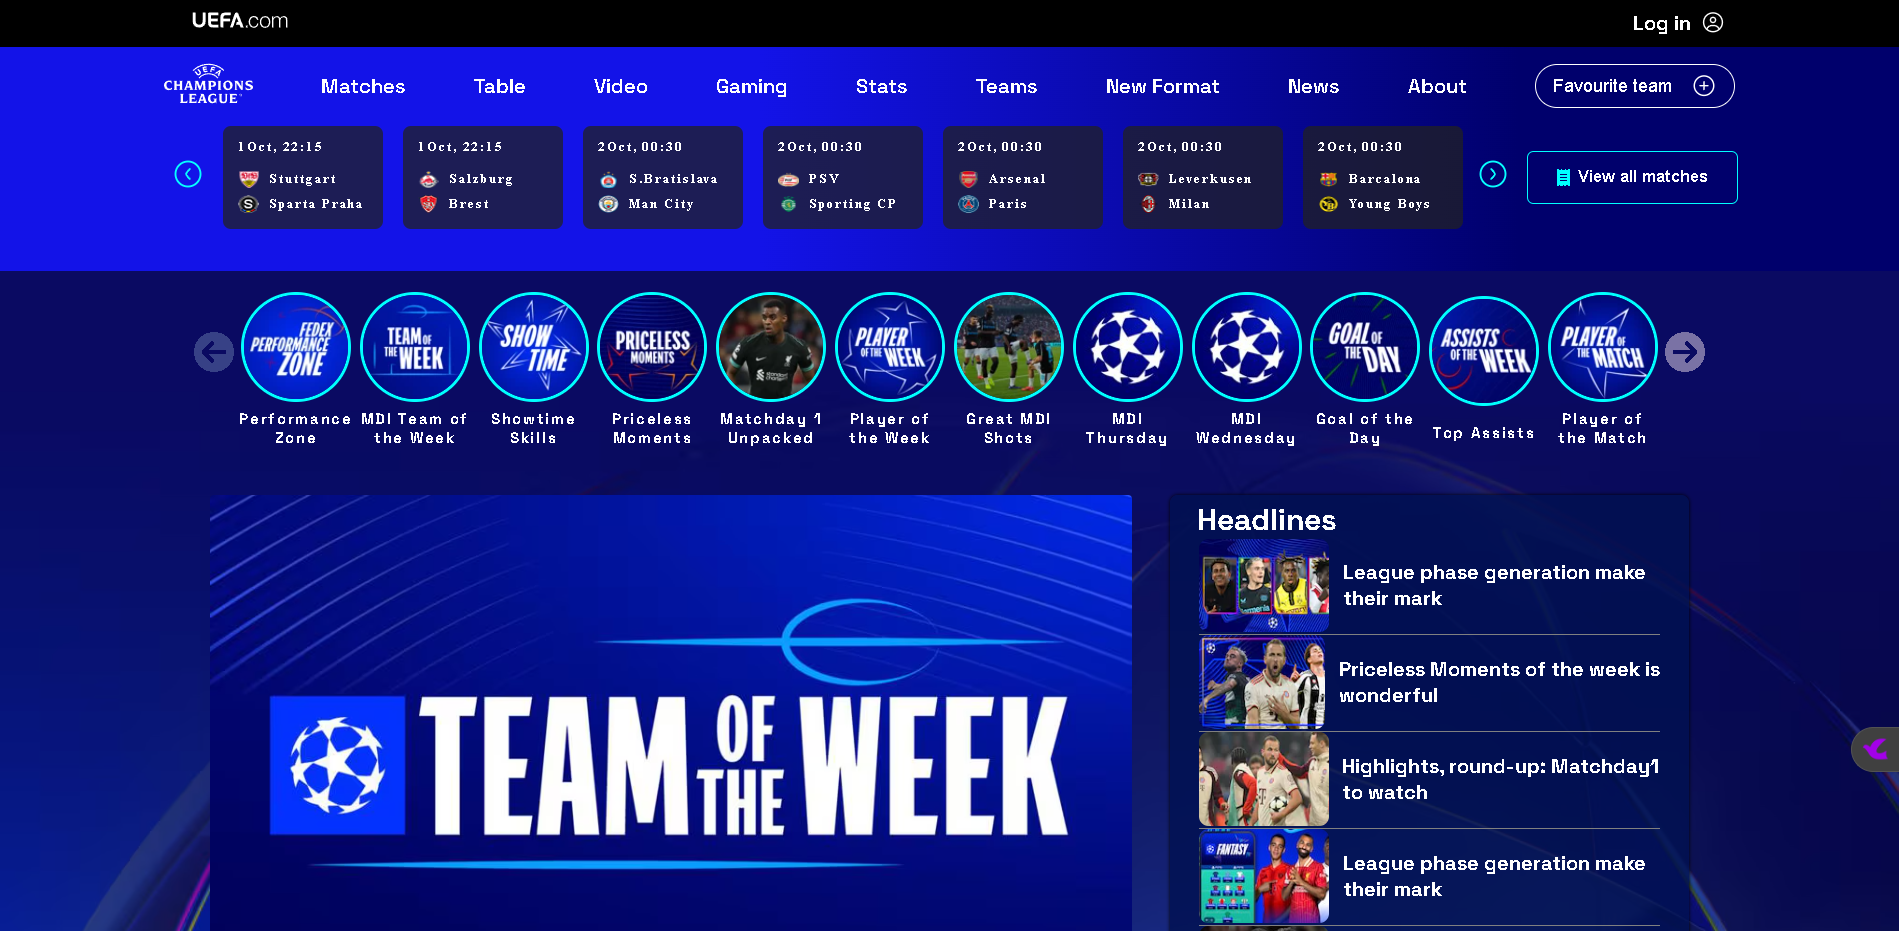 UEFA.com
Log in
UEFA
CHAMPIONS
LEAGUE
Matches
Table
Video
Gaming
Stats
Teams
New Format
News
About
Favourite team
1Oct, 22:15
Stuttgart
Sparta Praha
1Oct, 22:15
Salzburg
Brest
2Oct, 00:30
S.Bratislava
Man City
2Oct, 00:30
PSV
Sporting CP
2Oct, 00:30
Arsenal
Paris
2Oct, 00:30
Leverkusen
Milan
2Oct, 00:30
Barcalona
Young Boys
View all matches
FEDEX
PERFORMANCE
ZONE
Performance
Zone
TEAM OF
THE WEEK
MDI Team of
the Week
SHOW
TIME
Showtime
Skills
PRICELESS
MOMENTS
Priceless
Moments
Matchday 1
Unpacked
PLAYER
OF THE WEEK
Player of
the Week
Great MDI
Shots
MDI
Thursday
MDI
Wednesday
GOAL OF
THE DAY
Goal of the
Day
ASSISTS
OF THE WEEK
Top Assists
PLAYER OF
THE MATCH
Player of
the Match
TEAM OF THE WEEK
Headlines
League phase generation make
their mark
Priceless Moments of the week is
wonderful
Highlights, round-up: Matchday1
to watch
FANTASY
League phase generation make
their mark